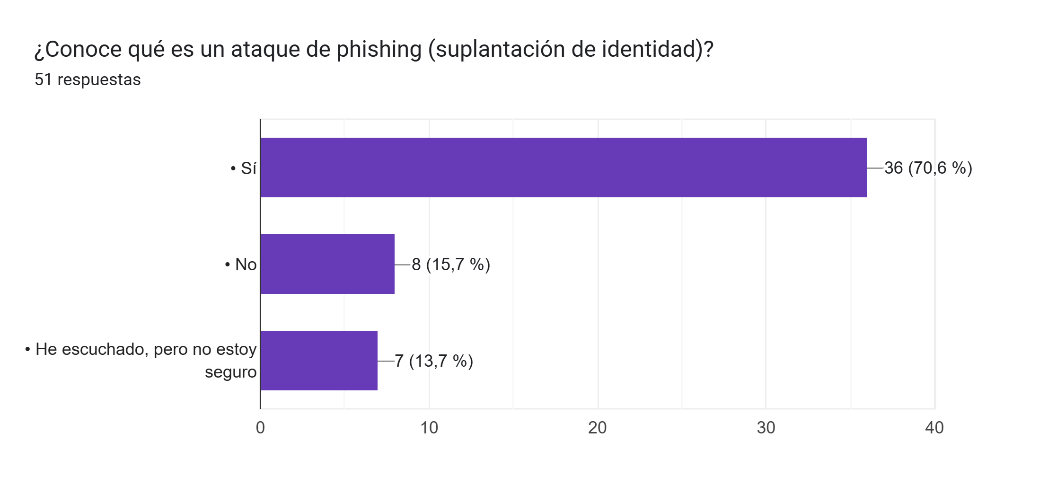 ¿Conoce qué es un ataque de phishing (suplantación de identidad)?
51 respuestas
• Sí
36 (70,6 %)
• No
8 (15,7 %)
• He escuchado, pero no estoy
seguro
7 (13,7 %)
0 10 20 30 40